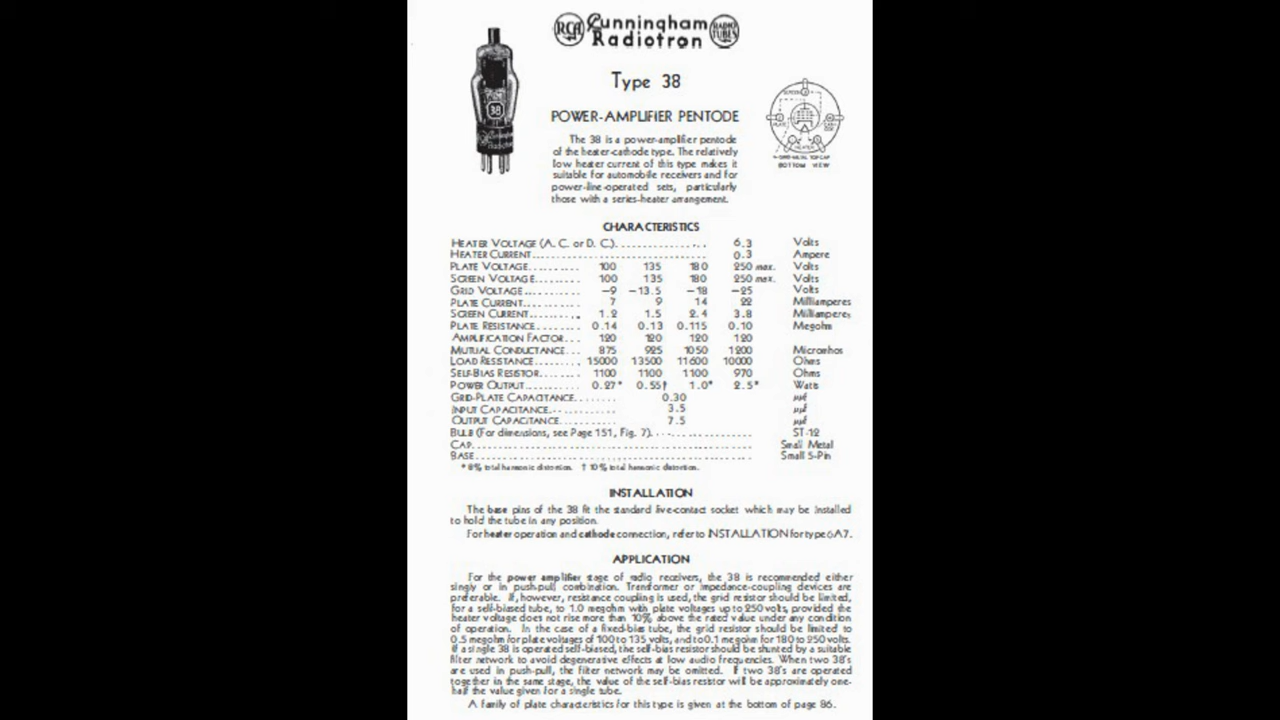 RCA Cunningham RADIO TUBES
Radiotron
Type 38
38
Cunningham
Radiotron
POWER-AMPLIFIER PENTODE
The 38 is a power-amplifier pentode
of the heater-cathode type. The relatively
low heater current of this type makes it
suitable for automobile receivers and for
power-line-operated sets, particularly
those with a series-heater arrangement.
SCREEN
PLATE
HEATER
BOTTOM VIEW
CHARACTERISTICS
HEATER VOLTAGE (A. C. or D. C.)................ 6.3 Volts
HEATER CURRENT............................ 0.3 Ampere
PLATE VOLTAGE.......... 100 135 180 250 max. Volts
SCREEN VOLTAGE......... 100 135 180 250 max. Volts
GRID VOLTAGE........... −9 −13.5 −18 −25 Volts
PLATE CURRENT.......... 7 9 14 22 Milliamperes
SCREEN CURRENT......... 1.2 1.5 2.4 3.8 Milliamperes
PLATE RESISTANCE........ 0.14 0.13 0.115 0.10 Megohm
AMPLIFICATION FACTOR... 120 120 120 120
MUTUAL CONDUCTANCE... 875 925 1050 1200 Micromhos
LOAD RESISTANCE......... 15000 13500 11600 10000 Ohms
SELF-BIAS RESISTOR........ 1100 1100 1100 970 Ohms
POWER OUTPUT.......... 0.27* 0.55† 1.0* 2.5* Watts
GRID-PLATE CAPACITANCE........ 0.30 µµf
INPUT CAPACITANCE............. 3.5 µµf
OUTPUT CAPACITANCE........... 7.5 µµf
BULB (For dimensions, see Page 151, Fig. 7).................. ST-12
CAP.................................................... Small Metal
BASE................................................... Small 5-Pin
* 8% total harmonic distortion. † 10% total harmonic distortion.
INSTALLATION
The base pins of the 38 fit the standard five-contact socket which may be installed
to hold the tube in any position.
For heater operation and cathode connection, refer to INSTALLATION for type 6A7.
APPLICATION
For the power amplifier stage of radio receivers, the 38 is recommended either
singly or in push-pull combination. Transformer or impedance-coupling devices are
preferable. If, however, resistance coupling is used, the grid resistor should be limited,
for a self-biased tube, to 1.0 megohm with plate voltages up to 250 volts, provided the
heater voltage does not rise more than 10% above the rated value under any condition
of operation. In the case of a fixed-bias tube, the grid resistor should be limited to
0.5 megohm for plate voltages of 100 to 135 volts, and to 0.1 megohm for 180 to 250 volts.
If a single 38 is operated self-biased, the self-bias resistor should be shunted by a suitable
filter network to avoid degenerative effects at low audio frequencies. When two 38's
are used in push-pull, the filter network may be omitted. If two 38's are operated
together in the same stage, the value of the self-bias resistor will be approximately one-
half the value given for a single tube.
A family of plate characteristics for this type is given at the bottom of page 86.